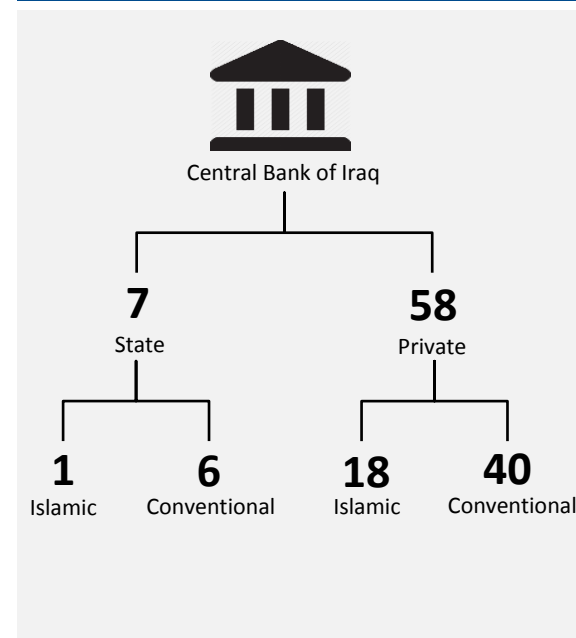 Central Bank of Iraq
7 58
State Private
1 6 18 40
Islamic Conventional Islamic Conventional